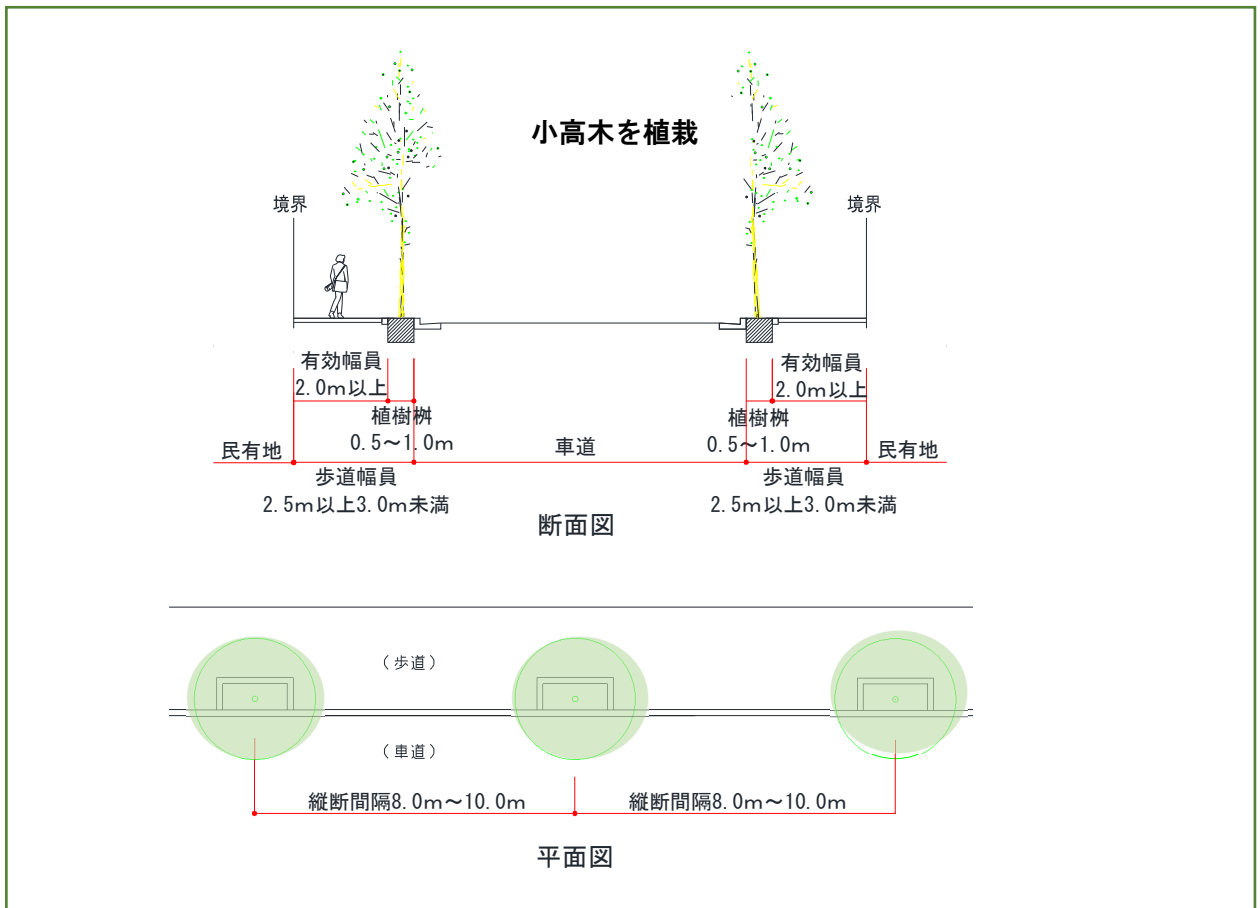 小高木を植栽
境界
境界
有効幅員
2.0m以上
有効幅員
2.0m以上
植樹桝
0.5～1.0m
植樹桝
0.5～1.0m
民有地
車道
民有地
歩道幅員
2.5m以上3.0m未満
歩道幅員
2.5m以上3.0m未満
断面図
（歩道）
（車道）
縦断間隔8.0m～10.0m
縦断間隔8.0m～10.0m
平面図